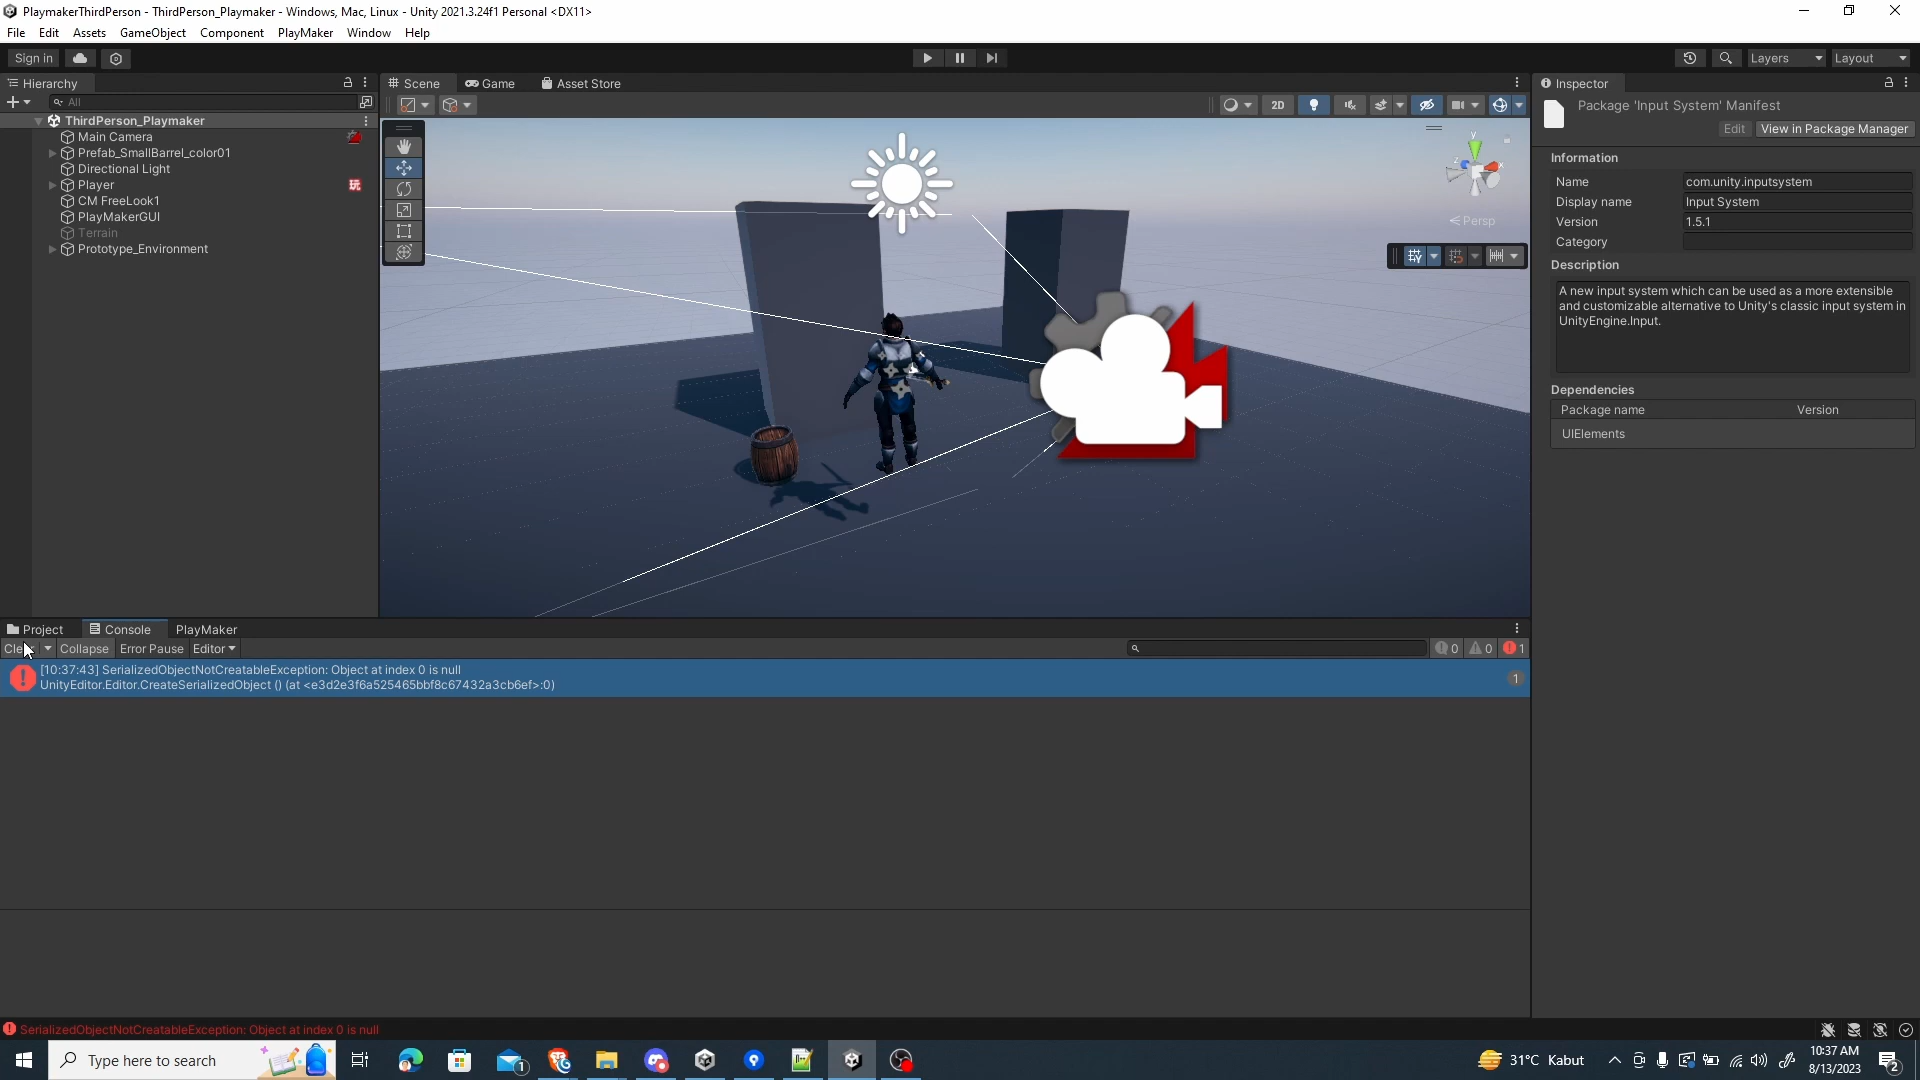 PlaymakerThirdPerson - ThirdPerson_Playmaker - Windows, Mac, Linux - Unity 2021.3.24f1 Personal <DX11>
File Edit Assets GameObject Component PlayMaker Window Help
Sign in Layers Layout
Hierarchy
All
ThirdPerson_Playmaker
Main Camera
Prefab_SmallBarrel_color01
Directional Light
Player 玩
CM FreeLook1
PlayMakerGUI
Terrain
Prototype_Environment
Scene Game Asset Store
2D
y
x
z
Persp
Inspector
Package 'Input System' Manifest
Edit View in Package Manager
Information
Name com.unity.inputsystem
Display name Input System
Version 1.5.1
Category
Description
A new input system which can be used as a more extensible
and customizable alternative to Unity's classic input system in
UnityEngine.Input.
Dependencies
Package name Version
UIElements
Project Console PlayMaker
Collapse Error Pause Editor 0 0 1
[10:37:43] SerializedObjectNotCreatableException: Object at index 0 is null
UnityEditor.Editor.CreateSerializedObject () (at <e3d2e3f6a525465bbf8c67432a3cb6ef>:0) 1
SerializedObjectNotCreatableException: Object at index 0 is null
Type here to search 1 31°C Kabut 10:37 AM
8/13/2023 2